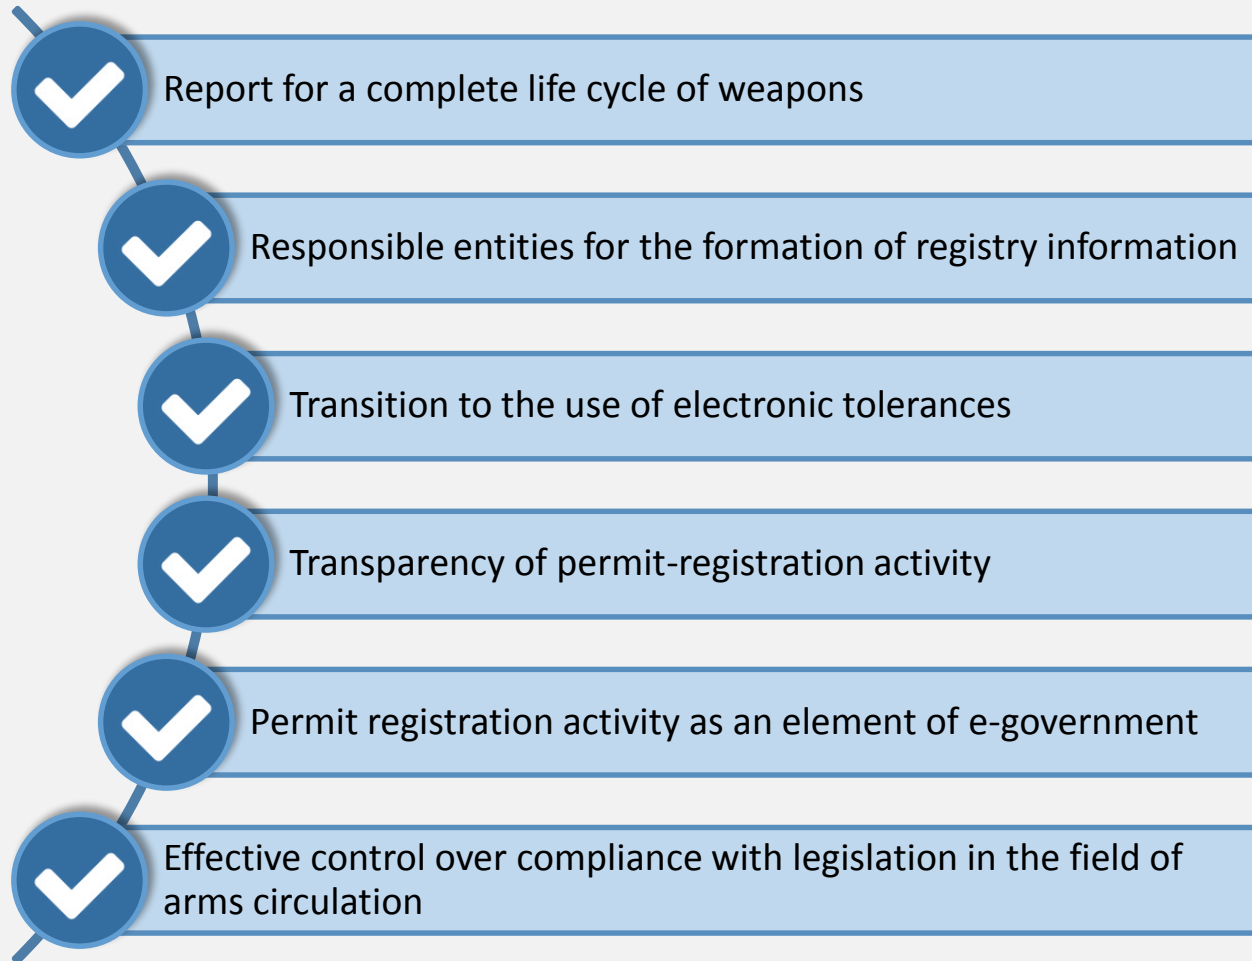 Report for a complete life cycle of weapons
Responsible entities for the formation of registry information
Transition to the use of electronic tolerances
Transparency of permit-registration activity
Permit registration activity as an element of e-government
Effective control over compliance with legislation in the field of
arms circulation